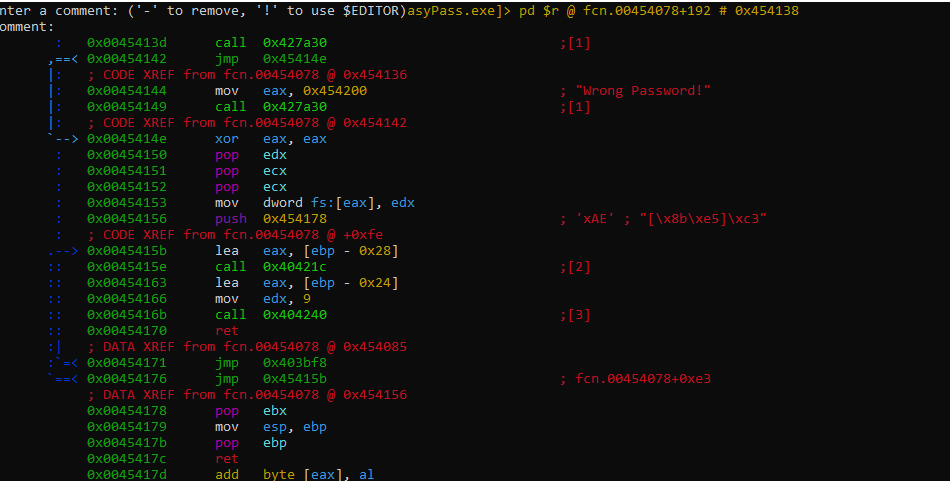 nter a comment: ('-' to remove, '!' to use $EDITOR)asyPass.exe]> pd $r @ fcn.00454078+192 # 0x454138
omment:
: 0x0045413d call 0x427a30 ;[1]
,==< 0x00454142 jmp 0x45414e
|: ; CODE XREF from fcn.00454078 @ 0x454136
|: 0x00454144 mov eax, 0x454200 ; "Wrong Password!"
|: 0x00454149 call 0x427a30 ;[1]
|: ; CODE XREF from fcn.00454078 @ 0x454142
`--> 0x0045414e xor eax, eax
: 0x00454150 pop edx
: 0x00454151 pop ecx
: 0x00454152 pop ecx
: 0x00454153 mov dword fs:[eax], edx
: 0x00454156 push 0x454178 ; 'xAE' ; "[\x8b\xe5]\xc3"
: ; CODE XREF from fcn.00454078 @ +0xfe
.--> 0x0045415b lea eax, [ebp - 0x28]
:: 0x0045415e call 0x40421c ;[2]
:: 0x00454163 lea eax, [ebp - 0x24]
:: 0x00454166 mov edx, 9
:: 0x0045416b call 0x404240 ;[3]
:: 0x00454170 ret
:| ; DATA XREF from fcn.00454078 @ 0x454085
:`=< 0x00454171 jmp 0x403bf8
`==< 0x00454176 jmp 0x45415b ; fcn.00454078+0xe3
; DATA XREF from fcn.00454078 @ 0x454156
0x00454178 pop ebx
0x00454179 mov esp, ebp
0x0045417b pop ebp
0x0045417c ret
0x0045417d add byte [eax], al